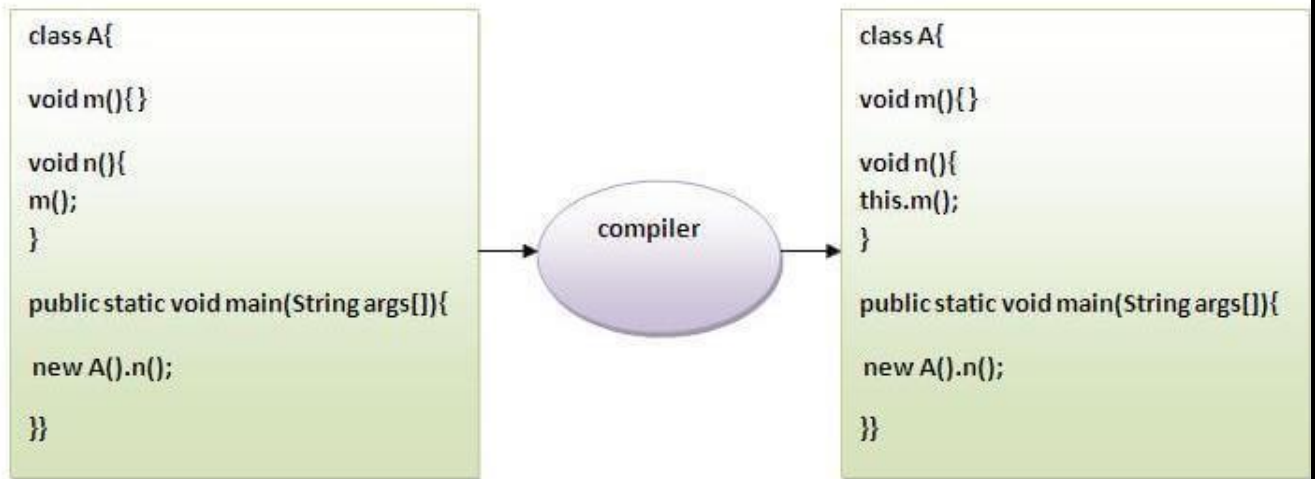 class A{
void m(){ }
void n(){
m();
}
public static void main(String args[]){
new A().n();
}}
compiler
class A{
void m(){ }
void n(){
this.m();
}
public static void main(String args[]){
new A().n();
}}